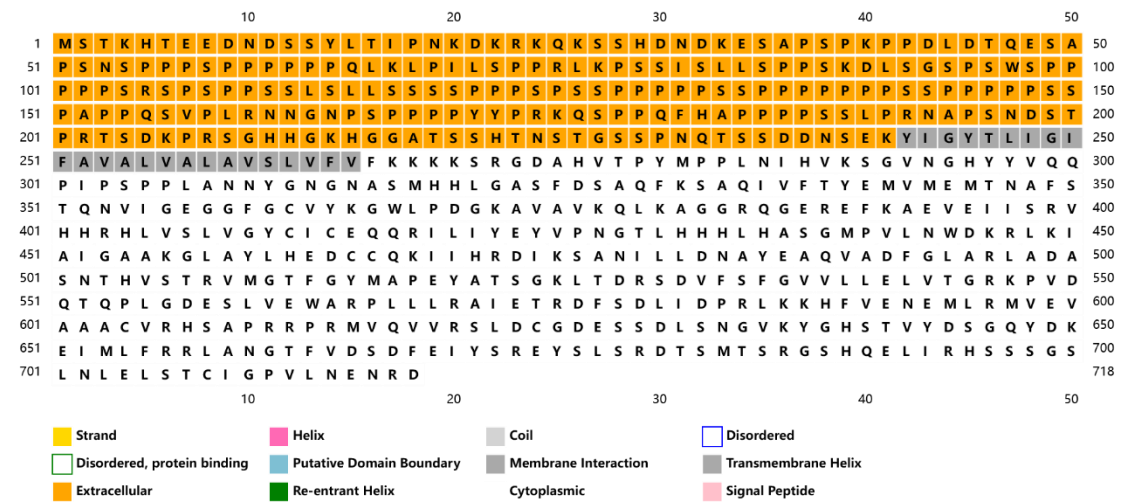 10 20 30 40 50
1 M S T K H T E E D N D S S Y L T I P N K D K R K Q K S S H D N D K E S A P S P K P P D L D T Q E S A 50
51 P S N S P P P S P P P P P P Q L K L P I L S P P R L K P S S I S L L S P P S K D L S G S P S W S P P 100
101 P P P S R S P S P P S S L S L L S S S S P P P S P S S P P P P P S S P P P P S S P P P P P P P P S S 150
151 P A P P Q S V P L R N N G N P S P P P P Y Y P R K Q S P P Q F H A P P P P S S L P R N A P S N D S T 200
201 P R T S D K P R S G H H G K H G G A T S S H T N S T G S S P N Q T S S D D N S E K Y I G Y T L I G I 250
251 F A V A L V A L A V S L V F V F K K K K S R G D A H V T P Y M P P L N I H V K S G V N G H Y Y V Q Q 300
301 P I P S P P L A N N Y G N G N A S M H H L G A S F D S A Q F K S A Q I V F T Y E M V M E M T N A F S 350
351 T Q N V I G E G G F G C V Y K G W L P D G K A V A V K Q L K A G G R Q G E R E F K A E V E I I S R V 400
401 H H R H L V S L V G Y C I C E Q Q R I L I Y E Y V P N G T L H H H L H A S G M P V L N W D K R L K I 450
451 A I G A A K G L A Y L H E D C C Q K I I H R D I K S A N I L L D N A Y E A Q V A D F G L A R L A D A 500
501 S N T H V S T R V M G T F G Y M A P E Y A T S G K L T D R S D V F S F G V V L L E L V T G R K P V D 550
551 Q T Q P L G D E S L V E W A R P L L L R A I E T R D F S D L I D P R L K K H F V E N E M L R M V E V 600
601 A A A C V R H S A P R R P R M V Q V V R S L D C G D E S S D L S N G V K Y G H S T V Y D S G Q Y D K 650
651 E I M L F R R L A N G T F V D S D F E I Y S R E Y S L S R D T S M T S R G S H Q E L I R H S S S G S 700
701 L N L E L S T C I G P V L N E N R D 718
10 20 30 40 50
Strand Helix Coil Disordered
Disordered, protein binding Putative Domain Boundary Membrane Interaction Transmembrane Helix
Extracellular Re-entrant Helix Cytoplasmic Signal Peptide